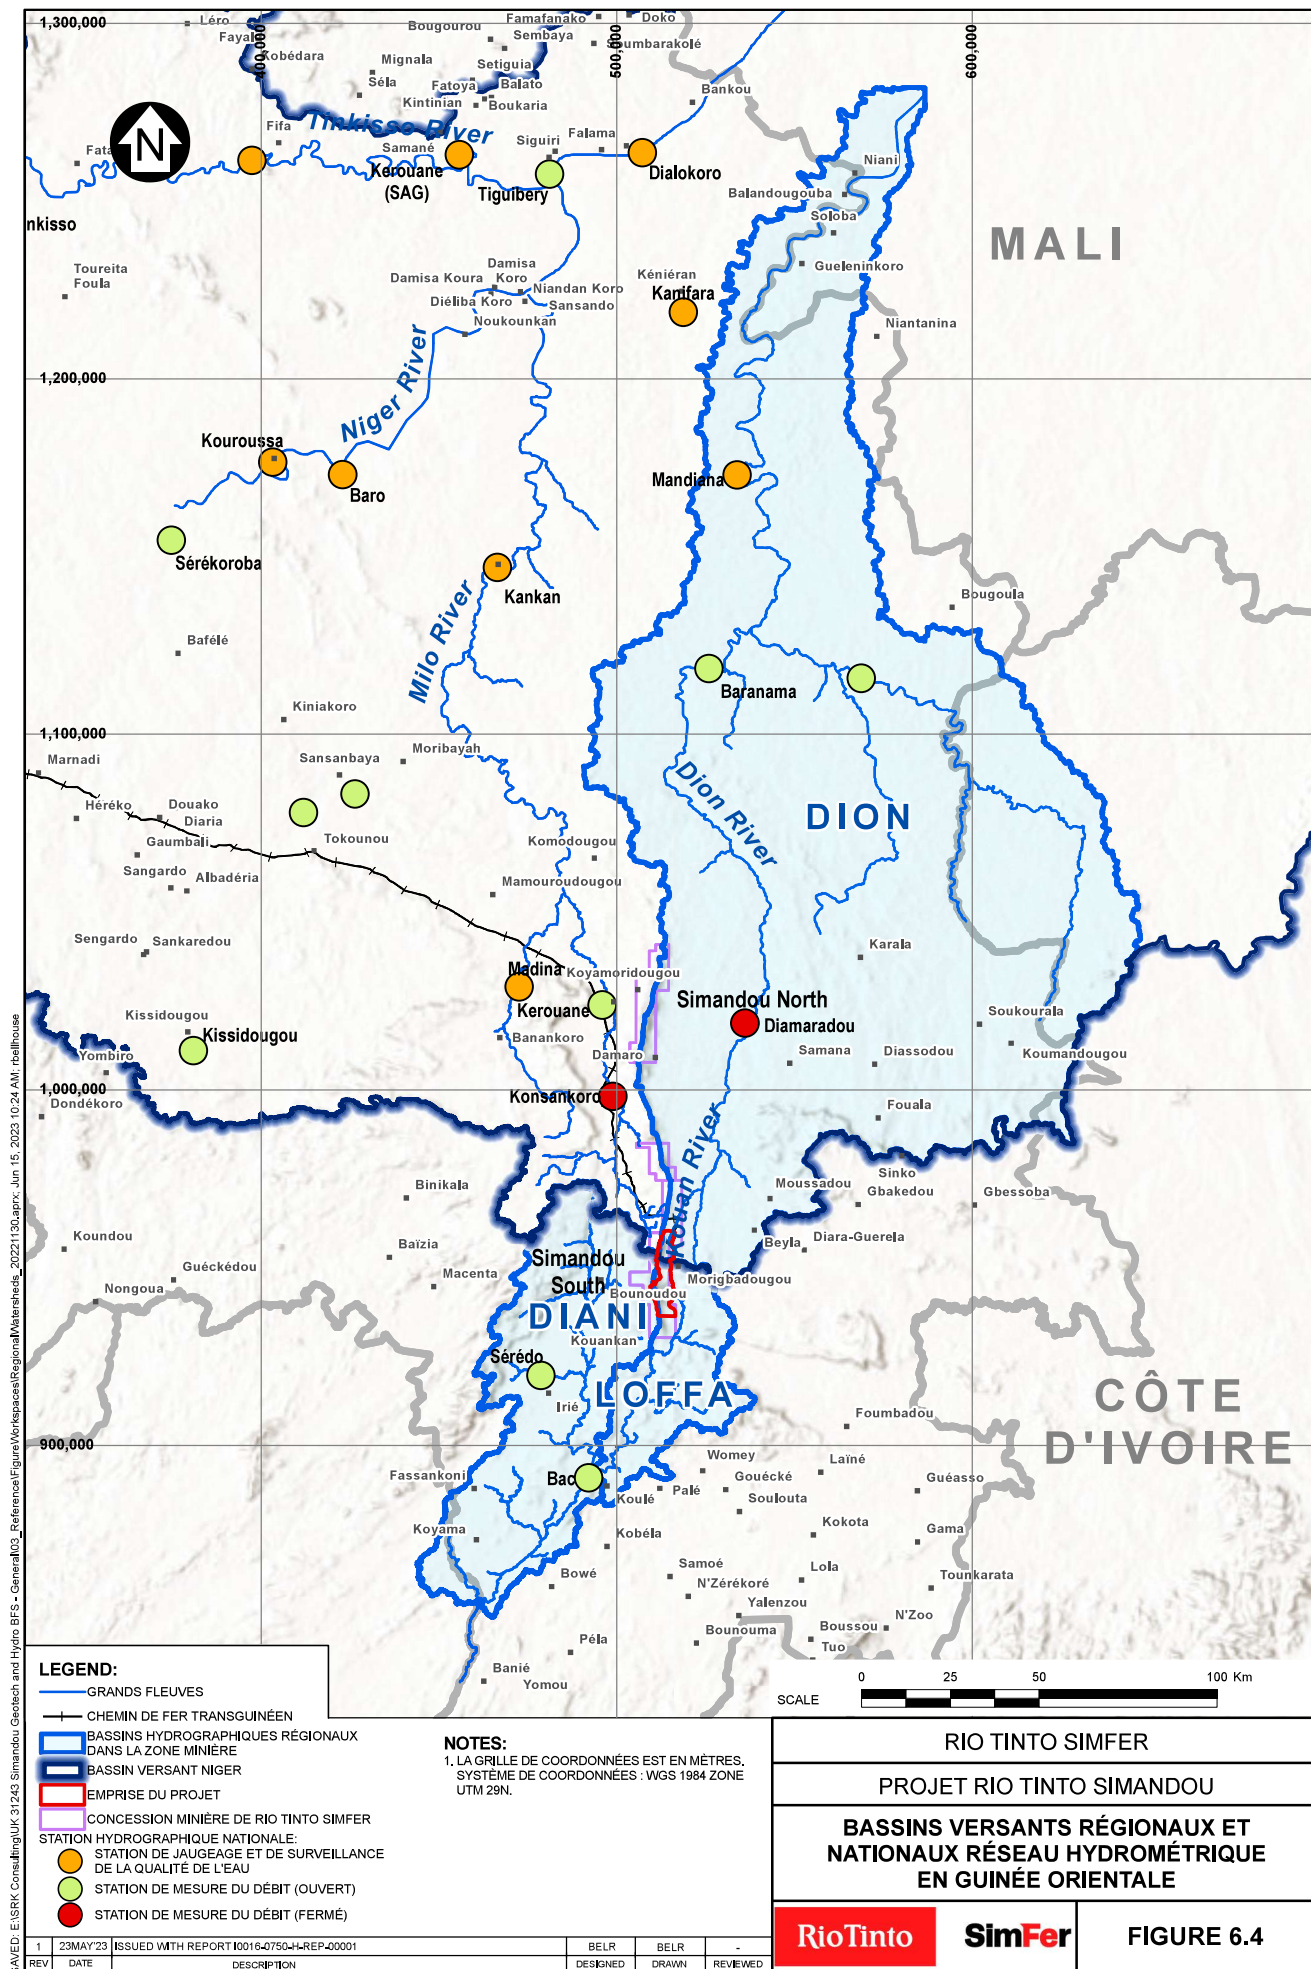 1,300,000
400,000
500,000
600,000
Léro
Fayal
Kobédara
Bougourou
Famafanako
Doko
Sembaya
Soumbarakolé
Mignala
Setiguia
Séla
Fatoya
Balato
Kintinian
Boukaria
Bankou
N
Fifa
Tinkisso River
Siguiri
Falama
Samané
Kerouane
(SAG)
Tiguibery
Dialokoro
Niani
Balandougouba
Soloba
MALI
nkisso
Toureita
Foula
Damisa
Damisa Koura
Koro
Niandan Koro
Diéliba Koro
Sansando
Noukounkan
Kéniéran
Kanifara
Gueleninkoro
Niantanina
1,200,000
Niger River
Kouroussa
Baro
Mandiana
Sérékoroba
Kankan
Bougoula
Bafélé
Milo River
Baranama
Kiniakoro
1,100,000
Marnadi
Sansanbaya
Moribayah
Héréko
Douako
Diaria
Gaumbali
Tokounou
Dion River
DION
Komodougou
Sangardo
Albadéria
Mamouroudougou
Sengardo
Sankaredou
Karala
Madina
Koyamoridougou
Kerouane
Simandou North
Diamaradou
Kissidougou
Kissidougou
Soukourala
Banankoro
Damaro
Samana
Diassodou
Koumandougou
Yombiro
1,000,000
Konsankoro
Dondékoro
Fouala
Kouan River
Sinko
Binikala
Moussadou
Gbakedou
Gbessoba
Koundou
Baïzia
Beyla
Diara-Guerela
Simandou
South
Guéckédou
Macenta
Morigbadougou
Nongoua
Bounoudou
DIANI
Kouankan
Sérédo
LOFFA
Irié
CÔTE
D'IVOIRE
Foumbadou
900,000
Womey
Fassankoni
Bac
Gouécké
Laïné
Guéasso
Koulé
Palé
Soulouta
Koyama
Kobéla
Kokota
Gama
Samoé
Lola
Bowé
N'Zérékoré
Tounkarata
Yalenzou
Bounouma
Boussou
N'Zoo
Tuo
Péla
Banié
Yomou
LEGEND:
GRANDS FLEUVES
CHEMIN DE FER TRANSGUINÉEN
BASSINS HYDROGRAPHIQUES RÉGIONAUX
DANS LA ZONE MINIÈRE
BASSIN VERSANT NIGER
EMPRISE DU PROJET
CONCESSION MINIÈRE DE RIO TINTO SIMFER
STATION HYDROGRAPHIQUE NATIONALE:
STATION DE JAUGEAGE ET DE SURVEILLANCE
DE LA QUALITÉ DE L'EAU
STATION DE MESURE DU DÉBIT (OUVERT)
STATION DE MESURE DU DÉBIT (FERMÉ)
NOTES:
1. LA GRILLE DE COORDONNÉES EST EN MÈTRES.
SYSTÈME DE COORDONNÉES : WGS 1984 ZONE
UTM 29N.
0 25 50 100 Km
SCALE
RIO TINTO SIMFER
PROJET RIO TINTO SIMANDOU
BASSINS VERSANTS RÉGIONAUX ET
NATIONAUX RÉSEAU HYDROMÉTRIQUE
EN GUINÉE ORIENTALE
RioTinto
SimFer
FIGURE 6.4
1 23MAY'23 ISSUED WITH REPORT I0016-0750-H-REP-00001 BELR BELR -
REV DATE DESCRIPTION DESIGNED DRAWN REVIEWED